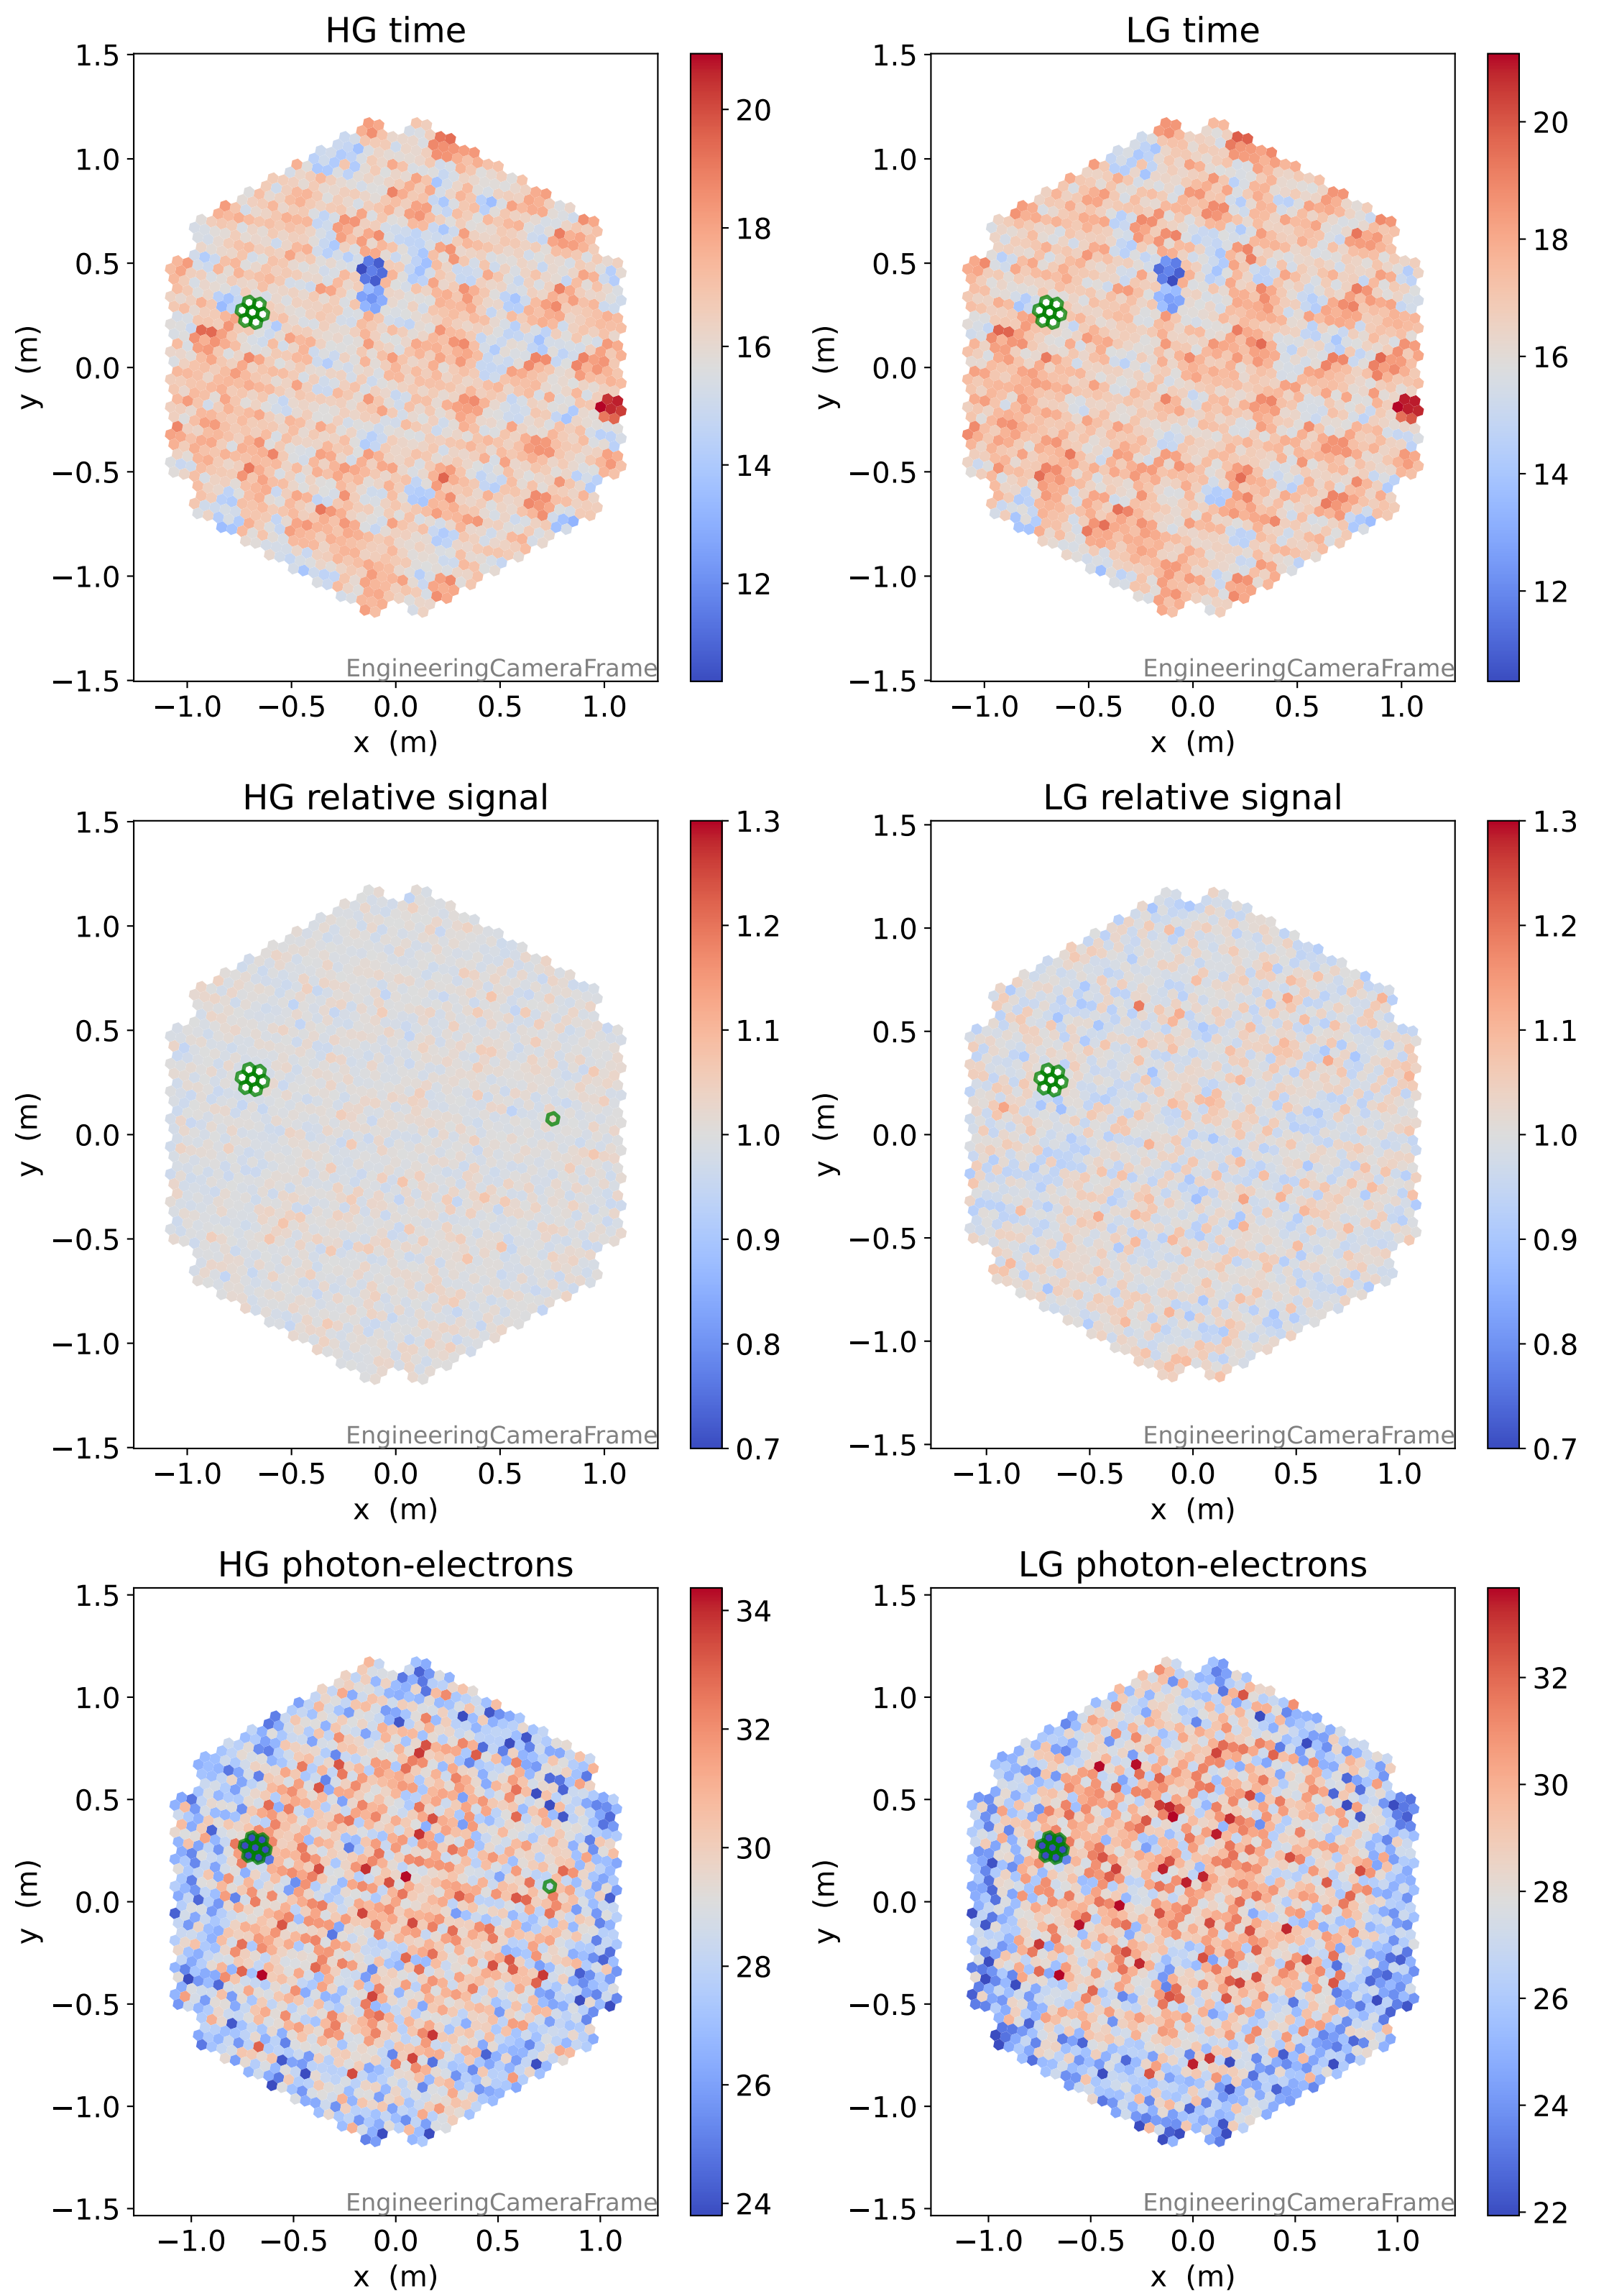 HG time
1.5
1.0
0.5
0.0
−0.5
−1.0
−1.5
y (m)
−1.0 −0.5 0.0 0.5 1.0
x (m)
EngineeringCameraFrame
20
18
16
14
12
LG time
1.5
1.0
0.5
0.0
−0.5
−1.0
−1.5
y (m)
−1.0 −0.5 0.0 0.5 1.0
x (m)
EngineeringCameraFrame
20
18
16
14
12
HG relative signal
1.5
1.0
0.5
0.0
−0.5
−1.0
−1.5
y (m)
−1.0 −0.5 0.0 0.5 1.0
x (m)
EngineeringCameraFrame
1.3
1.2
1.1
1.0
0.9
0.8
0.7
LG relative signal
1.5
1.0
0.5
0.0
−0.5
−1.0
−1.5
y (m)
−1.0 −0.5 0.0 0.5 1.0
x (m)
EngineeringCameraFrame
1.3
1.2
1.1
1.0
0.9
0.8
0.7
HG photon-electrons
1.5
1.0
0.5
0.0
−0.5
−1.0
−1.5
y (m)
−1.0 −0.5 0.0 0.5 1.0
x (m)
EngineeringCameraFrame
34
32
30
28
26
24
LG photon-electrons
1.5
1.0
0.5
0.0
−0.5
−1.0
−1.5
y (m)
−1.0 −0.5 0.0 0.5 1.0
x (m)
EngineeringCameraFrame
32
30
28
26
24
22